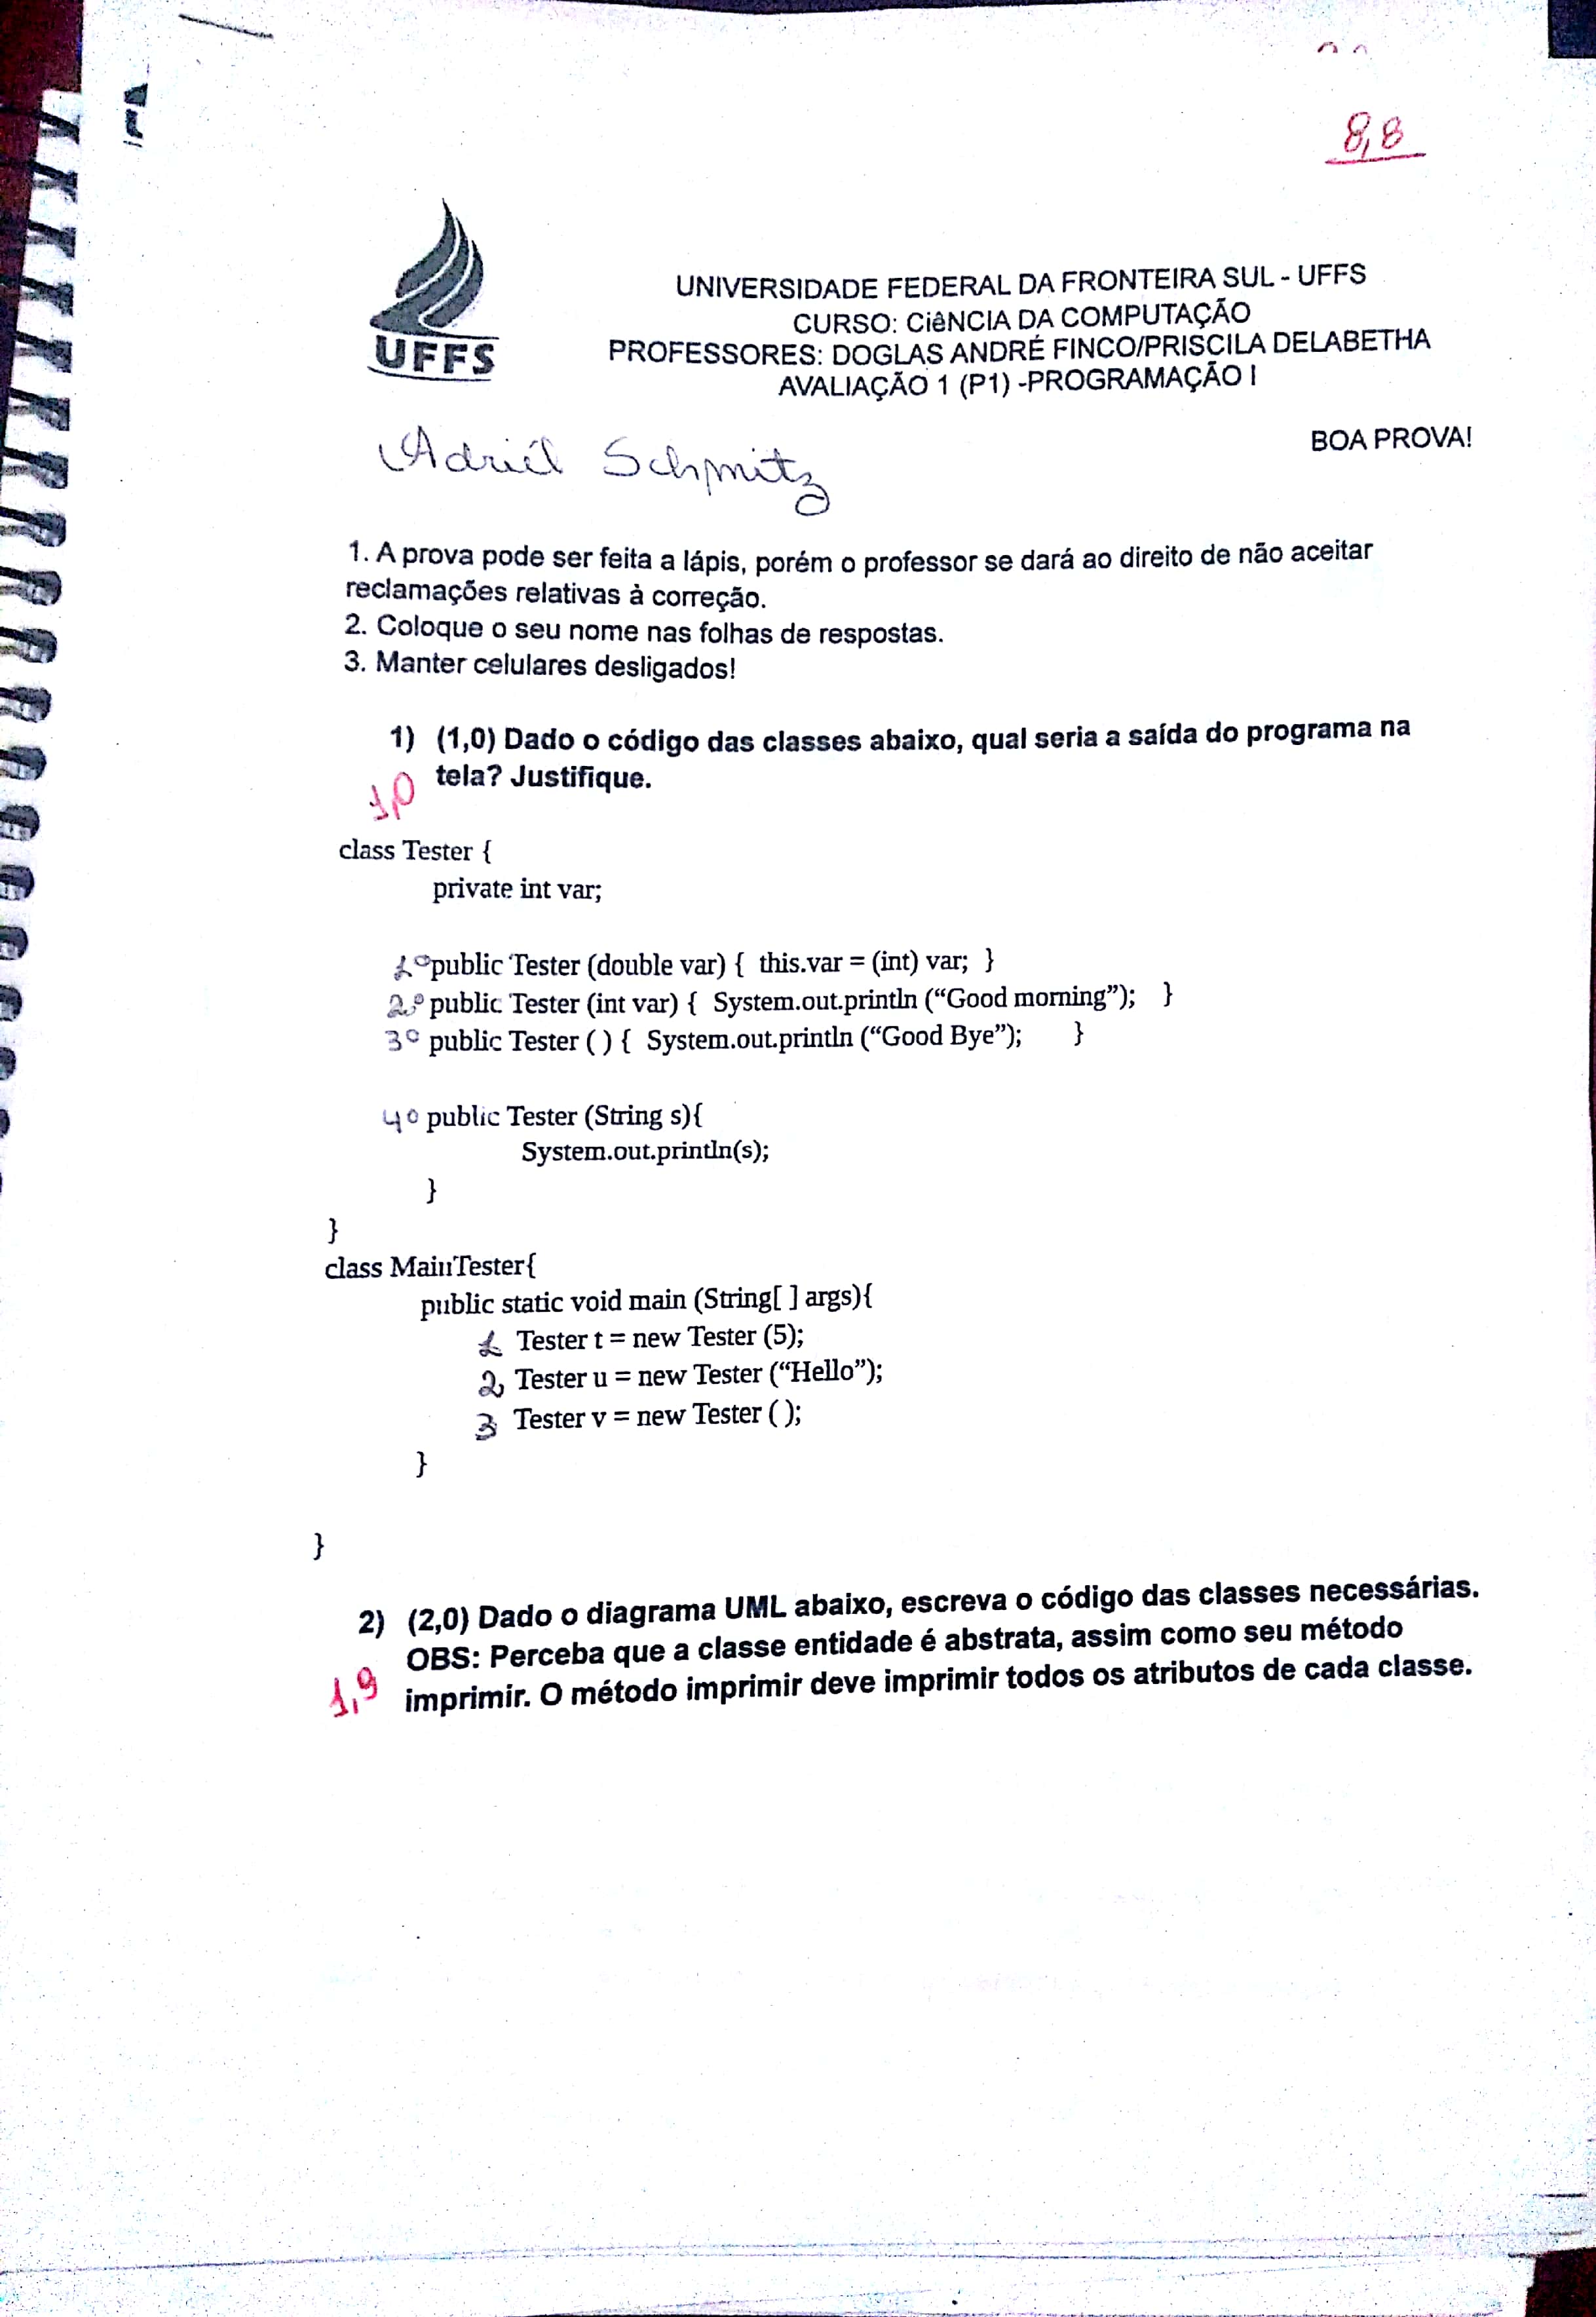 8,8
UFFS
UNIVERSIDADE FEDERAL DA FRONTEIRA SUL - UFFS
CURSO: CiêNCIA DA COMPUTAÇÃO
PROFESSORES: DOGLAS ANDRÉ FINCO/PRISCILA DELABETHA
AVALIAÇÃO 1 (P1) -PROGRAMAÇÃO I
BOA PROVA!
Adriél Schmitz
1. A prova pode ser feita a lápis, porém o professor se dará ao direito de não aceitar
reclamações relativas à correção.
2. Coloque o seu nome nas folhas de respostas.
3. Manter celulares desligados!
1) (1,0) Dado o código das classes abaixo, qual seria a saída do programa na
tela? Justifique.
1,0
class Tester {
private int var;
1º public Tester (double var) { this.var = (int) var; }
2º public Tester (int var) { System.out.println (“Good morning”); }
3º public Tester ( ) { System.out.println (“Good Bye”); }
4º public Tester (String s){
System.out.println(s);
}
}
class MainTester{
public static void main (String[ ] args){
1 Tester t = new Tester (5);
2 Tester u = new Tester (“Hello”);
3 Tester v = new Tester ( );
}
}
2) (2,0) Dado o diagrama UML abaixo, escreva o código das classes necessárias.
OBS: Perceba que a classe entidade é abstrata, assim como seu método
1,9 imprimir. O método imprimir deve imprimir todos os atributos de cada classe.